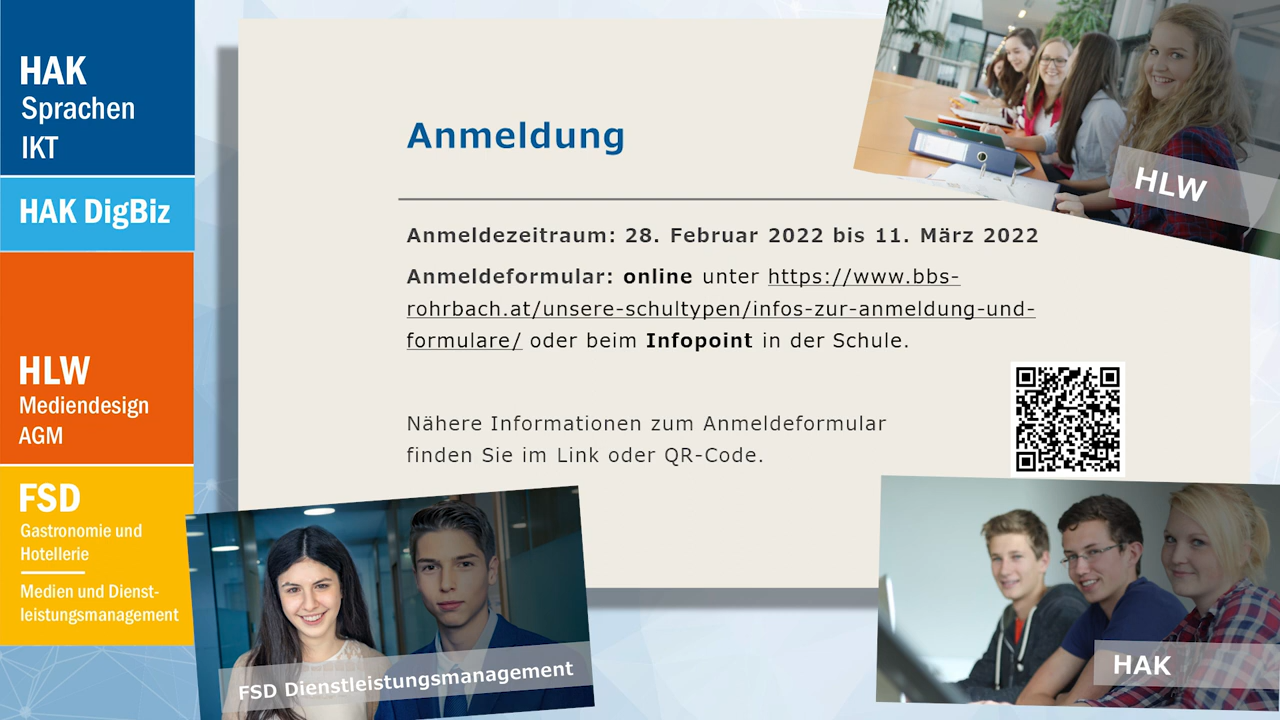 HAK
Sprachen
IKT
HAK DigBiz
HLW
Mediendesign
AGM
FSD
Gastronomie und
Hotellerie
Medien und Dienst-
leistungsmanagement
Anmeldung
Anmeldezeitraum: 28. Februar 2022 bis 11. März 2022
Anmeldeformular: online unter https://www.bbs-
rohrbach.at/unsere-schultypen/infos-zur-anmeldung-und-
formulare/ oder beim Infopoint in der Schule.
Nähere Informationen zum Anmeldeformular
finden Sie im Link oder QR-Code.
HLW
FSD Dienstleistungsmanagement
HAK